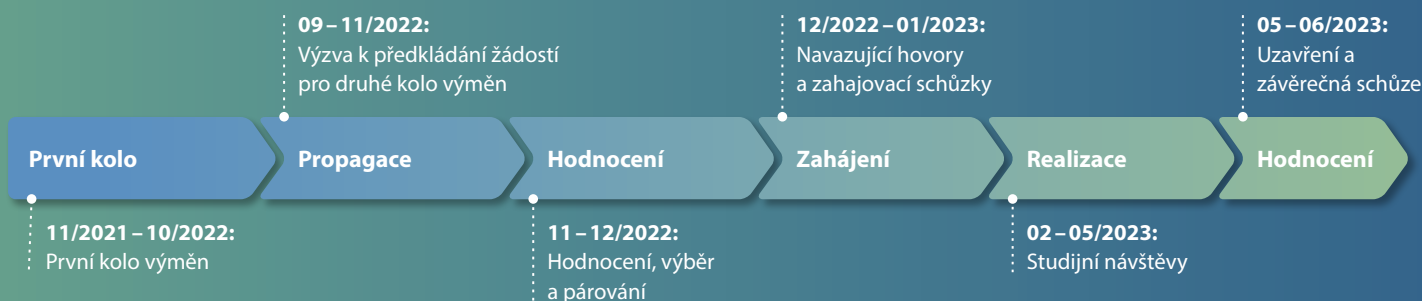 09 – 11/2022:
Výzva k předkládání žádostí
pro druhé kolo výměn
12/2022 – 01/2023:
Navazující hovory
a zahajovací schůzky
05 – 06/2023:
Uzavření a
závěrečná schůze
První kolo
Propagace
Hodnocení
Zahájení
Realizace
Hodnocení
11/2021 – 10/2022:
První kolo výměn
11 – 12/2022:
Hodnocení, výběr
a párování
02 – 05/2023:
Studijní návštěvy